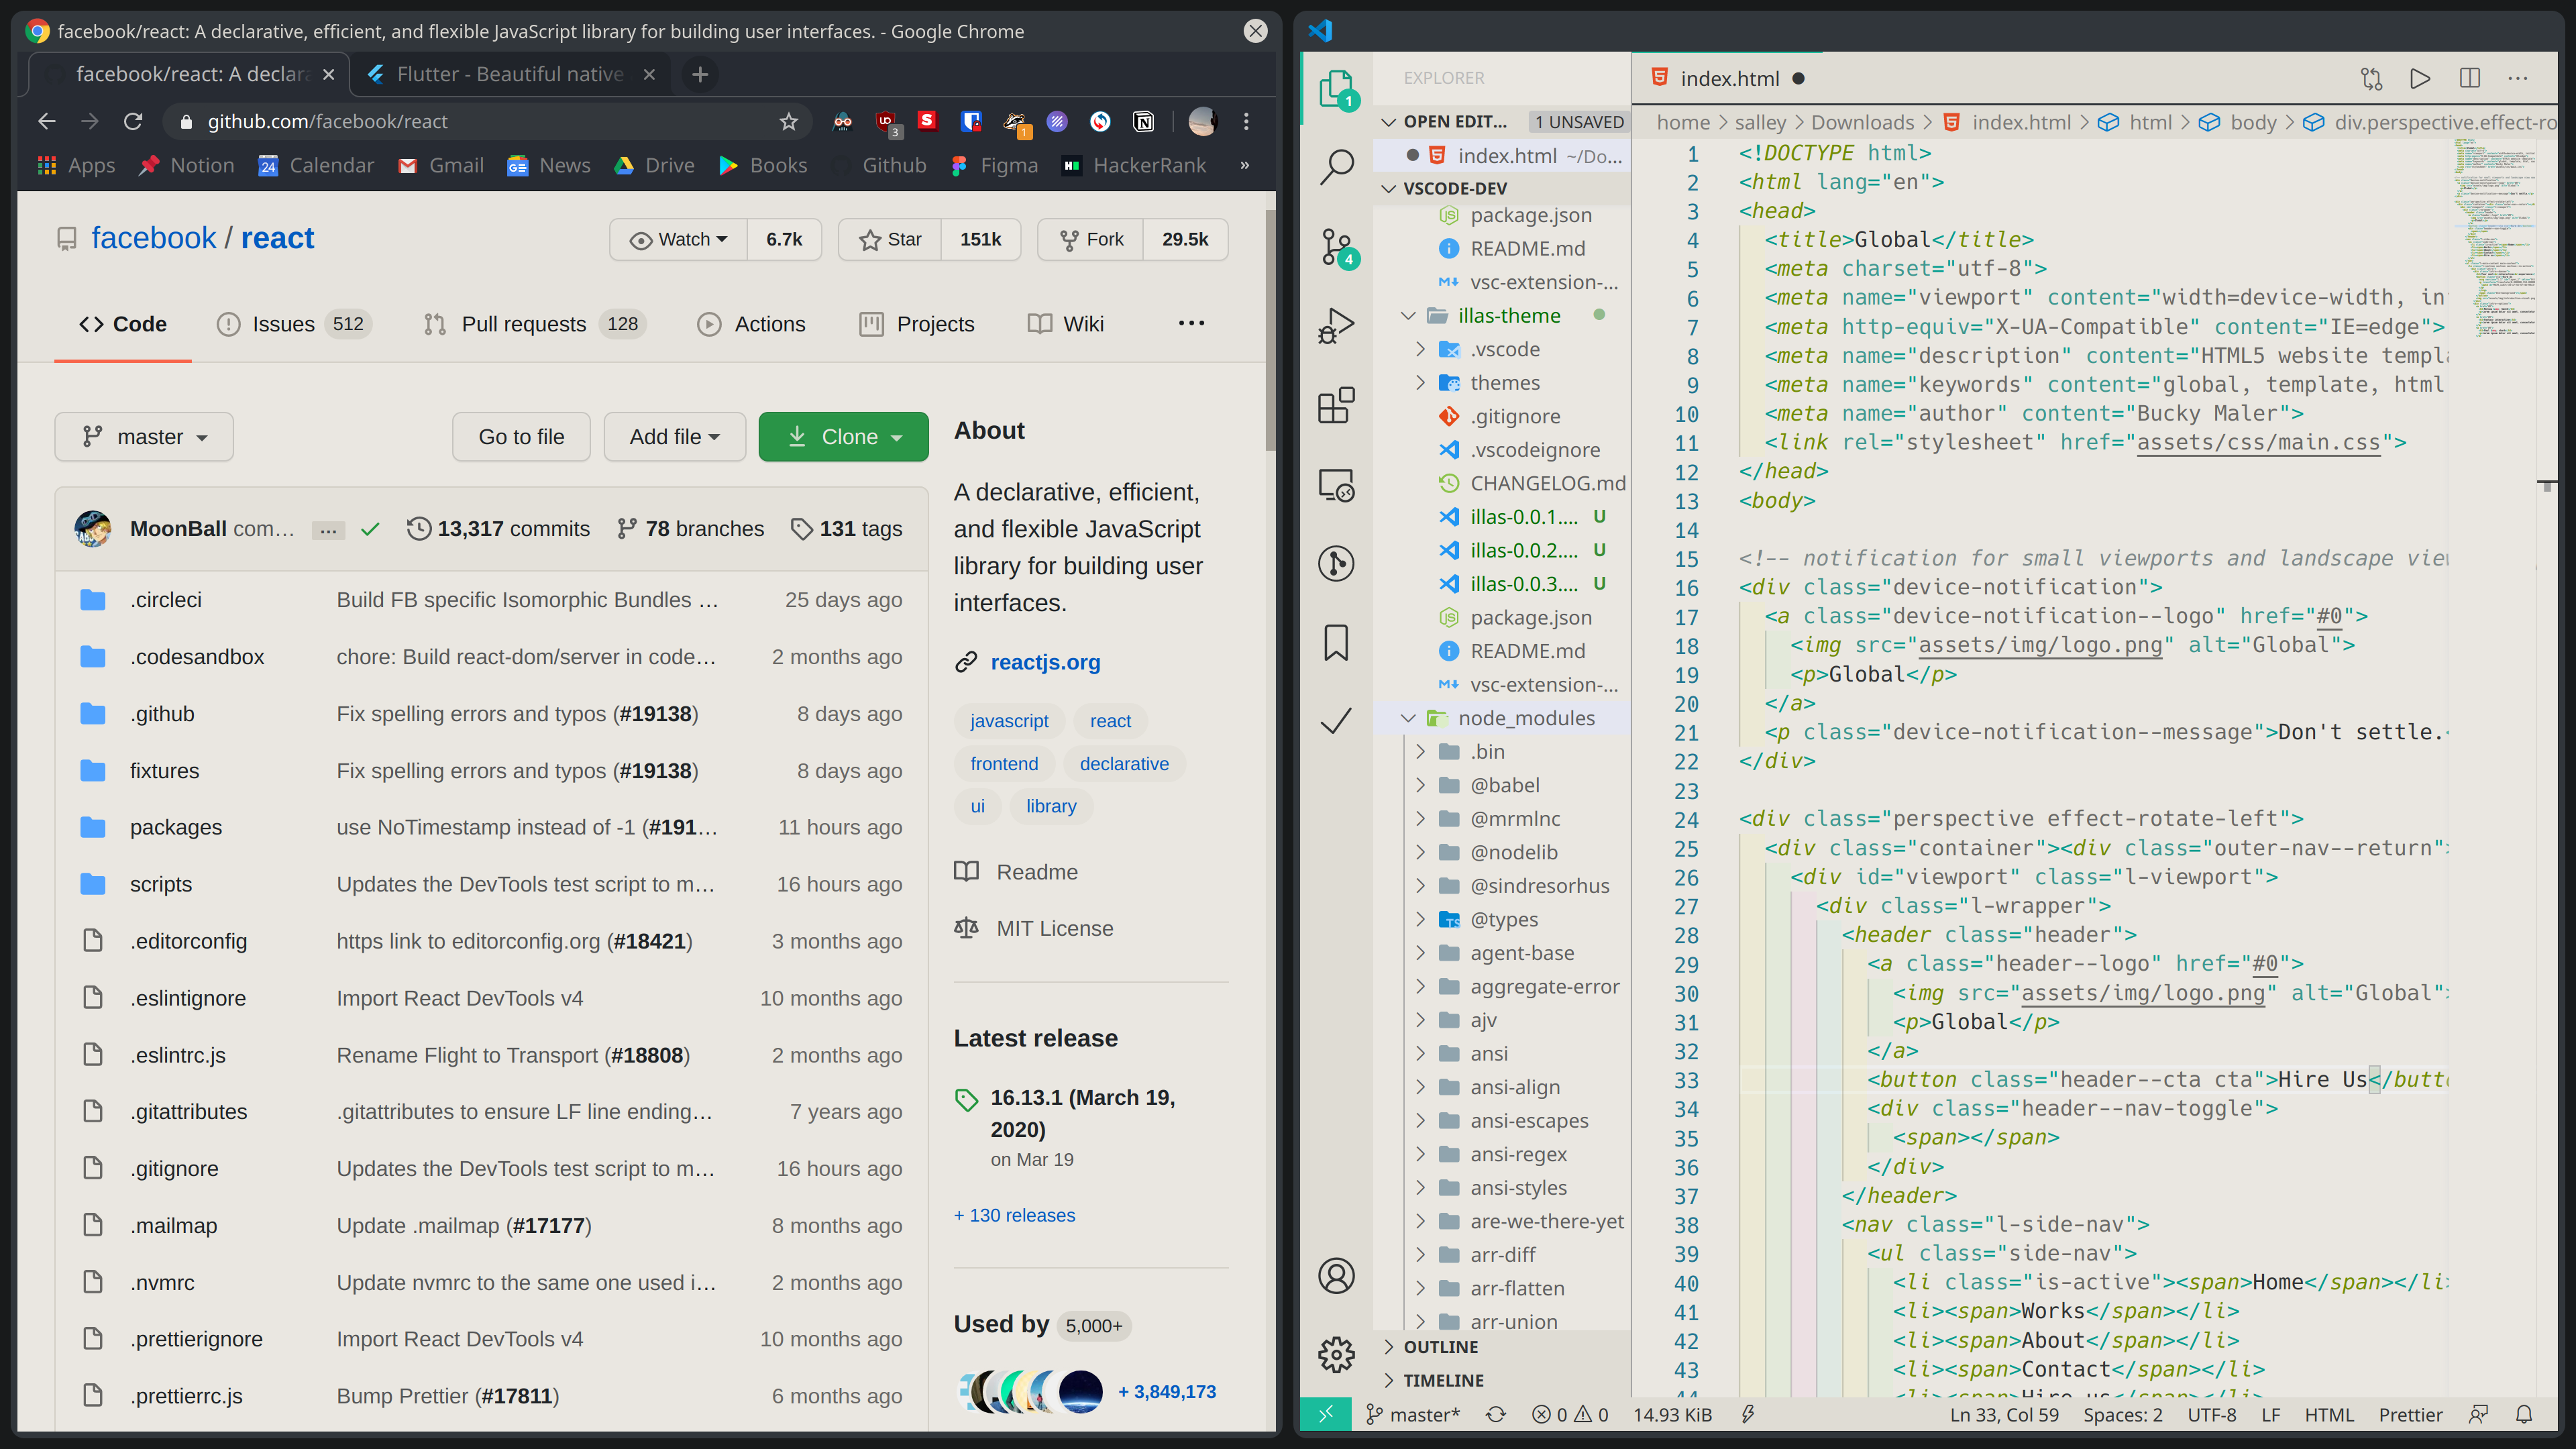 facebook/react: A declarative, efficient, and flexible JavaScript library for building user interfaces. - Google Chrome
facebook/react: A declar
Flutter - Beautiful native
github.com/facebook/react
3
1
Apps Notion Calendar Gmail News Drive Books Github Figma HackerRank »
facebook / react
Watch 6.7k Star 151k Fork 29.5k
Code Issues 512 Pull requests 128 Actions Projects Wiki ...
master Go to file Add file Clone
MoonBall com… ... 13,317 commits 78 branches 131 tags
.circleci Build FB specific Isomorphic Bundles … 25 days ago
.codesandbox chore: Build react-dom/server in code… 2 months ago
.github Fix spelling errors and typos (#19138) 8 days ago
fixtures Fix spelling errors and typos (#19138) 8 days ago
packages use NoTimestamp instead of -1 (#191… 11 hours ago
scripts Updates the DevTools test script to m… 16 hours ago
.editorconfig https link to editorconfig.org (#18421) 3 months ago
.eslintignore Import React DevTools v4 10 months ago
.eslintrc.js Rename Flight to Transport (#18808) 2 months ago
.gitattributes .gitattributes to ensure LF line ending… 7 years ago
.gitignore Updates the DevTools test script to m… 16 hours ago
.mailmap Update .mailmap (#17177) 8 months ago
.nvmrc Update nvmrc to the same one used i… 2 months ago
.prettierignore Import React DevTools v4 10 months ago
.prettierrc.js Bump Prettier (#17811) 6 months ago
About
A declarative, efficient,
and flexible JavaScript
library for building user
interfaces.
reactjs.org
javascript react
frontend declarative
ui library
Readme
MIT License
Latest release
16.13.1 (March 19,
2020)
on Mar 19
+ 130 releases
Used by 5,000+
+ 3,849,173
1
4
EXPLORER
OPEN EDIT... 1 UNSAVED
index.html ~/Do...
VSCODE-DEV
package.json
README.md
vsc-extension-...
illas-theme
.vscode
themes
.gitignore
.vscodeignore
CHANGELOG.md
illas-0.0.1.... U
illas-0.0.2.... U
illas-0.0.3.... U
package.json
README.md
vsc-extension-...
node_modules
.bin
@babel
@mrmlnc
@nodelib
@sindresorhus
@types
agent-base
aggregate-error
ajv
ansi
ansi-align
ansi-escapes
ansi-regex
ansi-styles
are-we-there-yet
arr-diff
arr-flatten
arr-union
OUTLINE
TIMELINE
index.html
home > salley > Downloads > index.html > html > body > div.perspective.effect-ro
1 <!DOCTYPE html>
2 <html lang="en">
3 <head>
4 <title>Global</title>
5 <meta charset="utf-8">
6 <meta name="viewport" content="width=device-width, in
7 <meta http-equiv="X-UA-Compatible" content="IE=edge">
8 <meta name="description" content="HTML5 website templa
9 <meta name="keywords" content="global, template, html
10 <meta name="author" content="Bucky Maler">
11 <link rel="stylesheet" href="assets/css/main.css">
12 </head>
13 <body>
14
15 <!-- notification for small viewports and landscape view
16 <div class="device-notification">
17 <a class="device-notification--logo" href="#0">
18 <img src="assets/img/logo.png" alt="Global">
19 <p>Global</p>
20 </a>
21 <p class="device-notification--message">Don't settle.<
22 </div>
23
24 <div class="perspective effect-rotate-left">
25 <div class="container"><div class="outer-nav--return">
26 <div id="viewport" class="l-viewport">
27 <div class="l-wrapper">
28 <header class="header">
29 <a class="header--logo" href="#0">
30 <img src="assets/img/logo.png" alt="Global">
31 <p>Global</p>
32 </a>
33 <button class="header--cta cta">Hire Us</butto
34 <div class="header--nav-toggle">
35 <span></span>
36 </div>
37 </header>
38 <nav class="l-side-nav">
39 <ul class="side-nav">
40 <li class="is-active"><span>Home</span></li>
41 <li><span>Works</span></li>
42 <li><span>About</span></li>
43 <li><span>Contact</span></li>
44 <li><span>Hire us</span></li>
master* 0 0 14.93 KiB Ln 33, Col 59 Spaces: 2 UTF-8 LF HTML Prettier